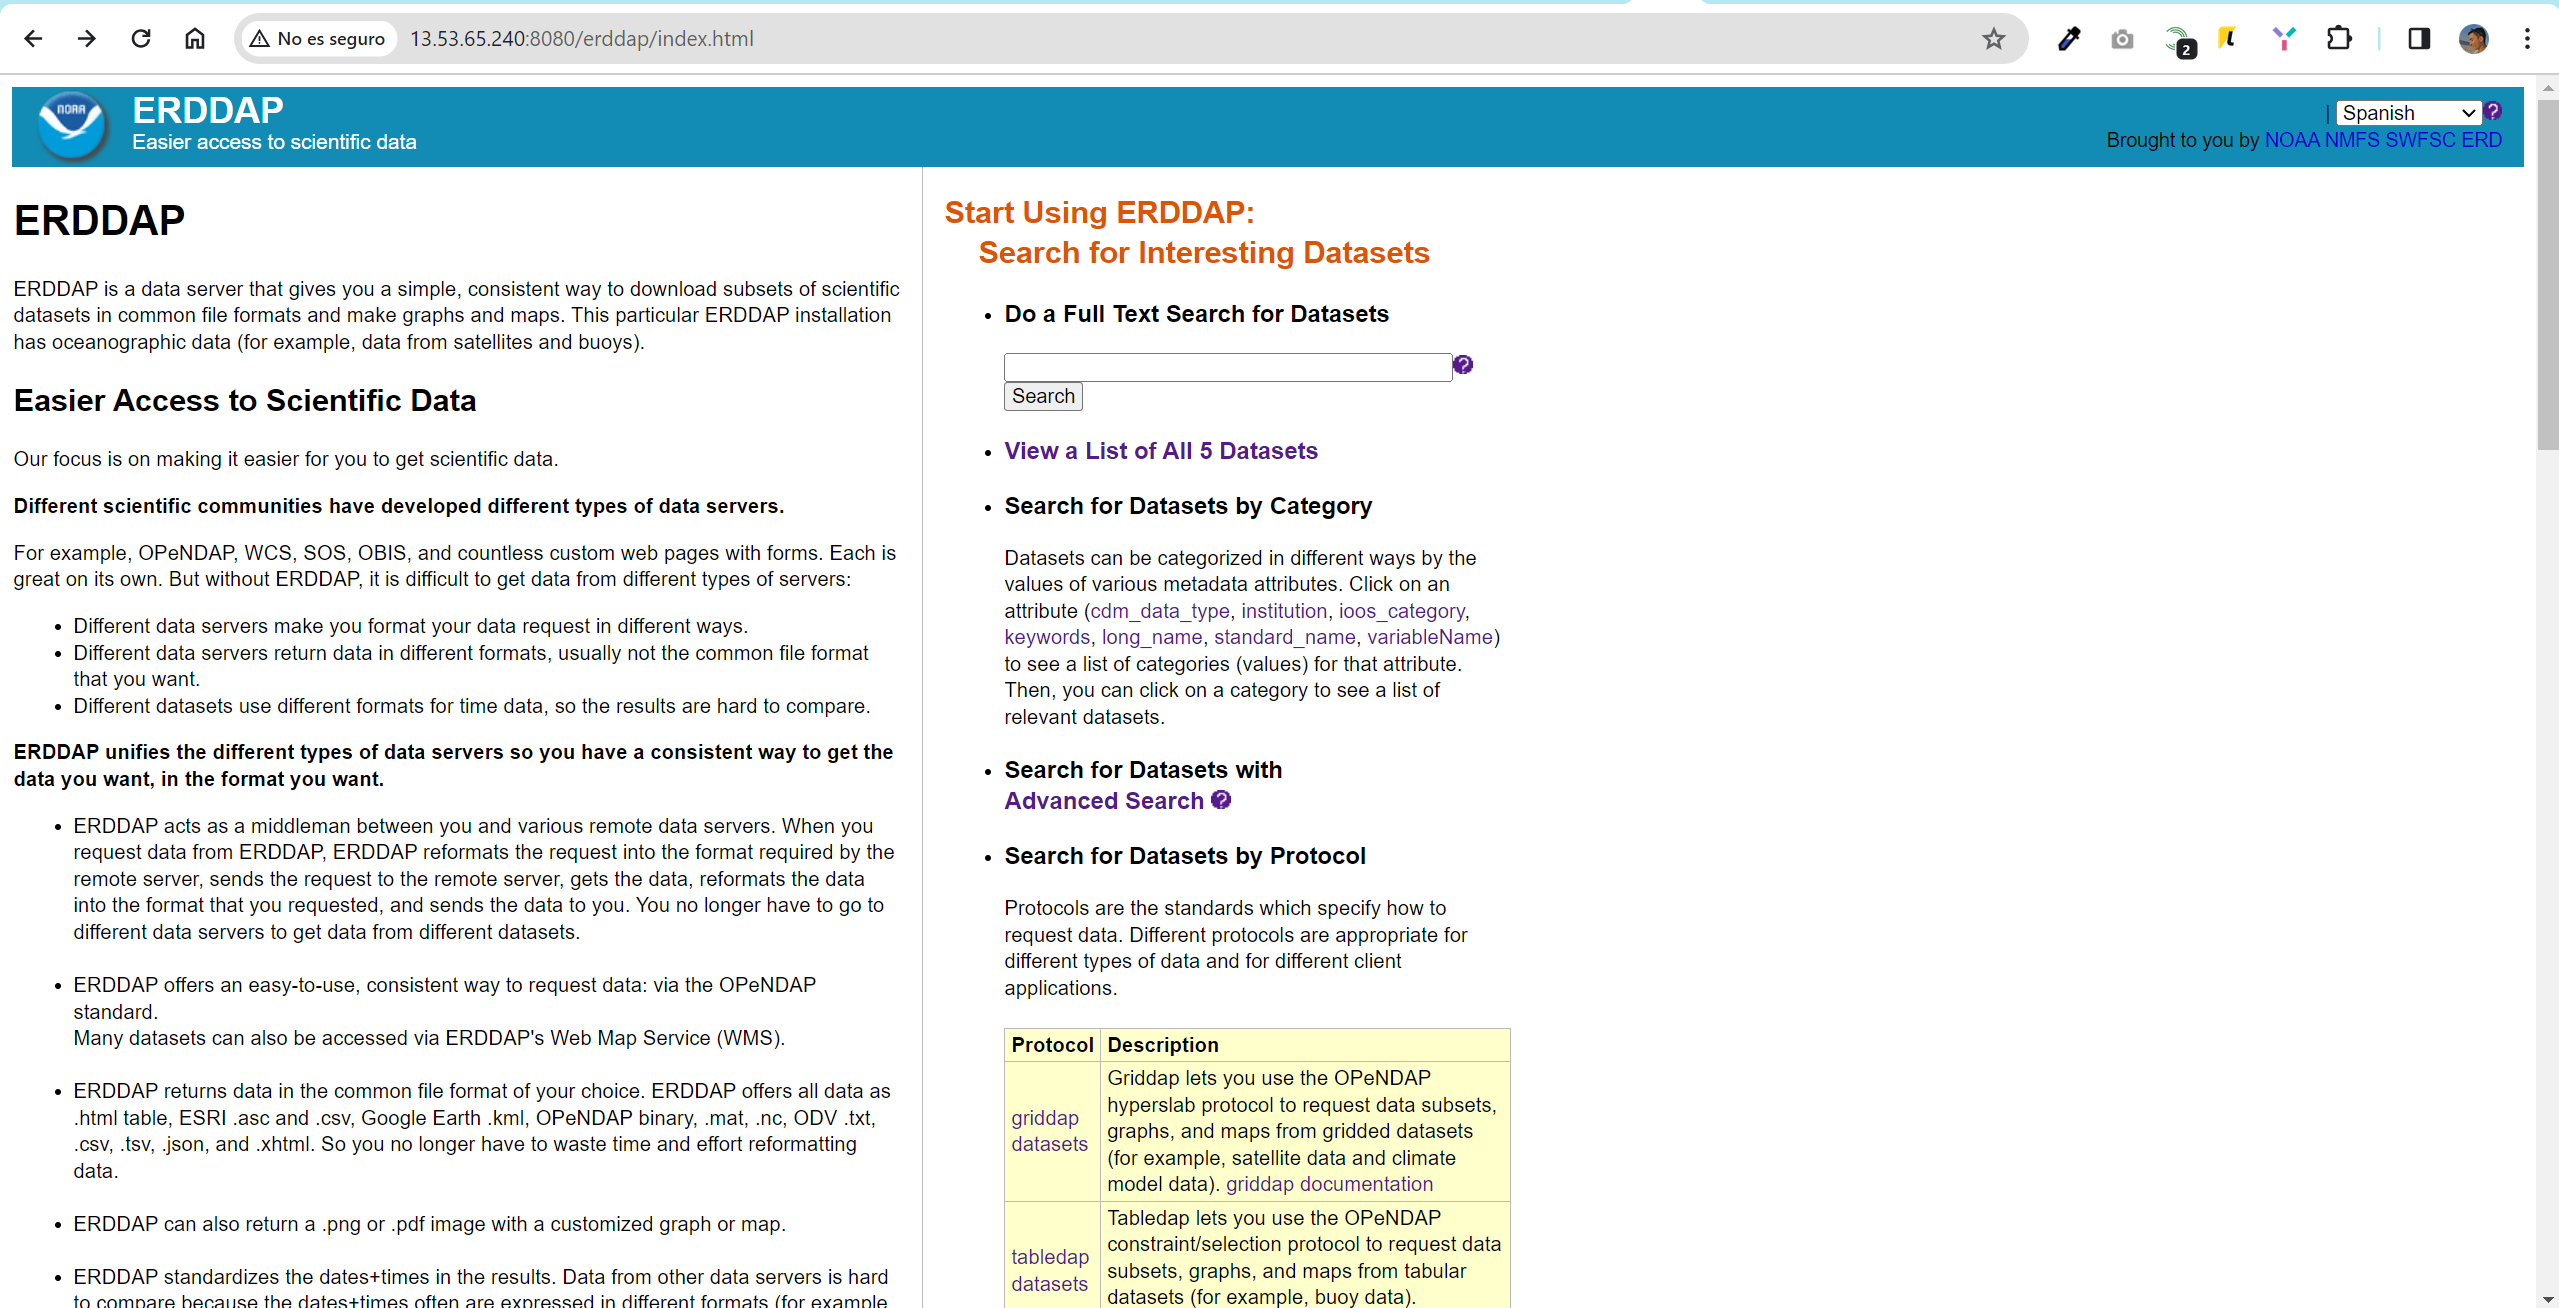 No es seguro
13.53.65.240:8080/erddap/index.html
2
NOAA
ERDDAP
Easier access to scientific data
| Spanish
Brought to you by NOAA NMFS SWFSC ERD
ERDDAP
ERDDAP is a data server that gives you a simple, consistent way to download subsets of scientific
datasets in common file formats and make graphs and maps. This particular ERDDAP installation
has oceanographic data (for example, data from satellites and buoys).
Easier Access to Scientific Data
Our focus is on making it easier for you to get scientific data.
Different scientific communities have developed different types of data servers.
For example, OPeNDAP, WCS, SOS, OBIS, and countless custom web pages with forms. Each is
great on its own. But without ERDDAP, it is difficult to get data from different types of servers:
• Different data servers make you format your data request in different ways.
• Different data servers return data in different formats, usually not the common file format
that you want.
• Different datasets use different formats for time data, so the results are hard to compare.
ERDDAP unifies the different types of data servers so you have a consistent way to get the
data you want, in the format you want.
• ERDDAP acts as a middleman between you and various remote data servers. When you
request data from ERDDAP, ERDDAP reformats the request into the format required by the
remote server, sends the request to the remote server, gets the data, reformats the data
into the format that you requested, and sends the data to you. You no longer have to go to
different data servers to get data from different datasets.
• ERDDAP offers an easy-to-use, consistent way to request data: via the OPeNDAP
standard.
Many datasets can also be accessed via ERDDAP's Web Map Service (WMS).
• ERDDAP returns data in the common file format of your choice. ERDDAP offers all data as
.html table, ESRI .asc and .csv, Google Earth .kml, OPeNDAP binary, .mat, .nc, ODV .txt,
.csv, .tsv, .json, and .xhtml. So you no longer have to waste time and effort reformatting
data.
• ERDDAP can also return a .png or .pdf image with a customized graph or map.
• ERDDAP standardizes the dates+times in the results. Data from other data servers is hard
to compare because the dates+times often are expressed in different formats (for example
Start Using ERDDAP:
Search for Interesting Datasets
• Do a Full Text Search for Datasets
?
Search
• View a List of All 5 Datasets
• Search for Datasets by Category
Datasets can be categorized in different ways by the
values of various metadata attributes. Click on an
attribute (cdm_data_type, institution, ioos_category,
keywords, long_name, standard_name, variableName)
to see a list of categories (values) for that attribute.
Then, you can click on a category to see a list of
relevant datasets.
• Search for Datasets with
Advanced Search ?
• Search for Datasets by Protocol
Protocols are the standards which specify how to
request data. Different protocols are appropriate for
different types of data and for different client
applications.
Protocol Description
griddap
datasets
Griddap lets you use the OPeNDAP
hyperslab protocol to request data subsets,
graphs, and maps from gridded datasets
(for example, satellite data and climate
model data). griddap documentation
tabledap
datasets
Tabledap lets you use the OPeNDAP
constraint/selection protocol to request data
subsets, graphs, and maps from tabular
datasets (for example, buoy data).